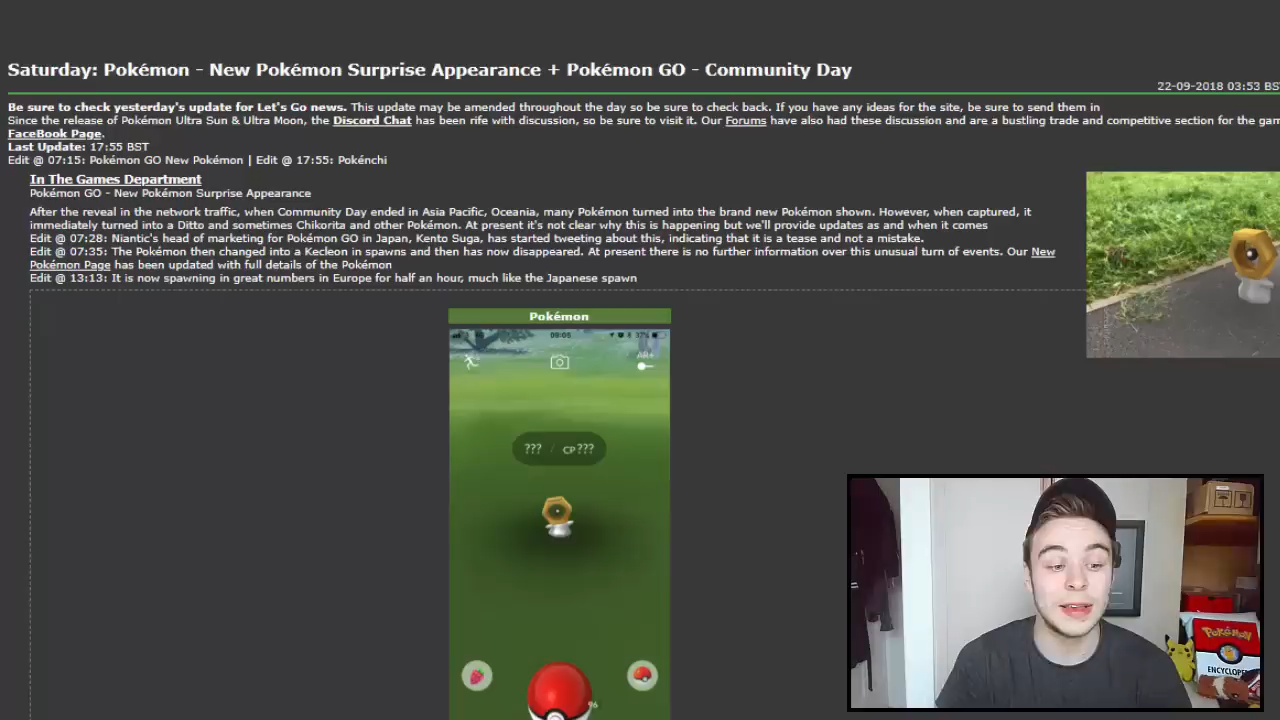 Saturday: Pokémon - New Pokémon Surprise Appearance + Pokémon GO - Community Day
22-09-2018 03:53 BST
Be sure to check yesterday's update for Let's Go news. This update may be amended throughout the day so be sure to check back. If you have any ideas for the site, be sure to send them in
Since the release of Pokémon Ultra Sun & Ultra Moon, the Discord Chat has been rife with discussion, so be sure to visit it. Our Forums have also had these discussion and are a bustling trade and competitive section for the gam
FaceBook Page.
Last Update: 17:55 BST
Edit @ 07:15: Pokémon GO New Pokémon | Edit @ 17:55: Pokénchi
In The Games Department
Pokémon GO - New Pokémon Surprise Appearance
After the reveal in the network traffic, when Community Day ended in Asia Pacific, Oceania, many Pokémon turned into the brand new Pokémon shown. However, when captured, it
immediately turned into a Ditto and sometimes Chikorita and other Pokémon. At present it's not clear why this is happening but we'll provide updates as and when it comes
Edit @ 07:28: Niantic's head of marketing for Pokémon GO in Japan, Kento Suga, has started tweeting about this, indicating that it is a tease and not a mistake.
Edit @ 07:35: The Pokémon then changed into a Kecleon in spawns and then has now disappeared. At present there is no further information over this unusual turn of events. Our New
Pokémon Page has been updated with full details of the Pokémon
Edit @ 13:13: It is now spawning in great numbers in Europe for half an hour, much like the Japanese spawn
Pokémon
09:05
37%
AR+
??? / CP???
96
POKéMON
ENCYCLOPE